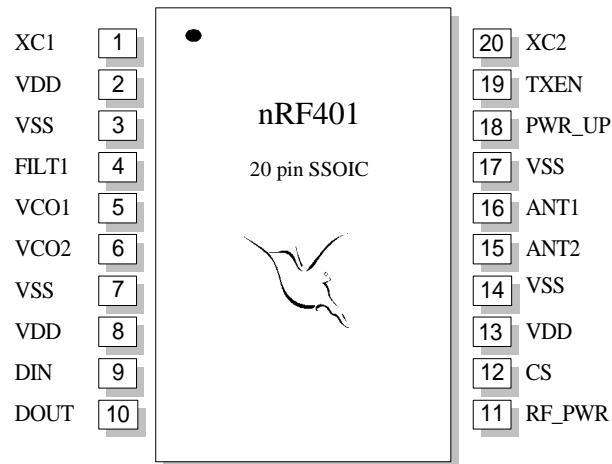 XC1 1 20 XC2
VDD 2 19 TXEN
VSS 3 nRF401 18 PWR_UP
FILT1 4 20 pin SSOIC 17 VSS
VCO1 5 16 ANT1
VCO2 6 15 ANT2
VSS 7 14 VSS
VDD 8 13 VDD
DIN 9 12 CS
DOUT 10 11 RF_PWR